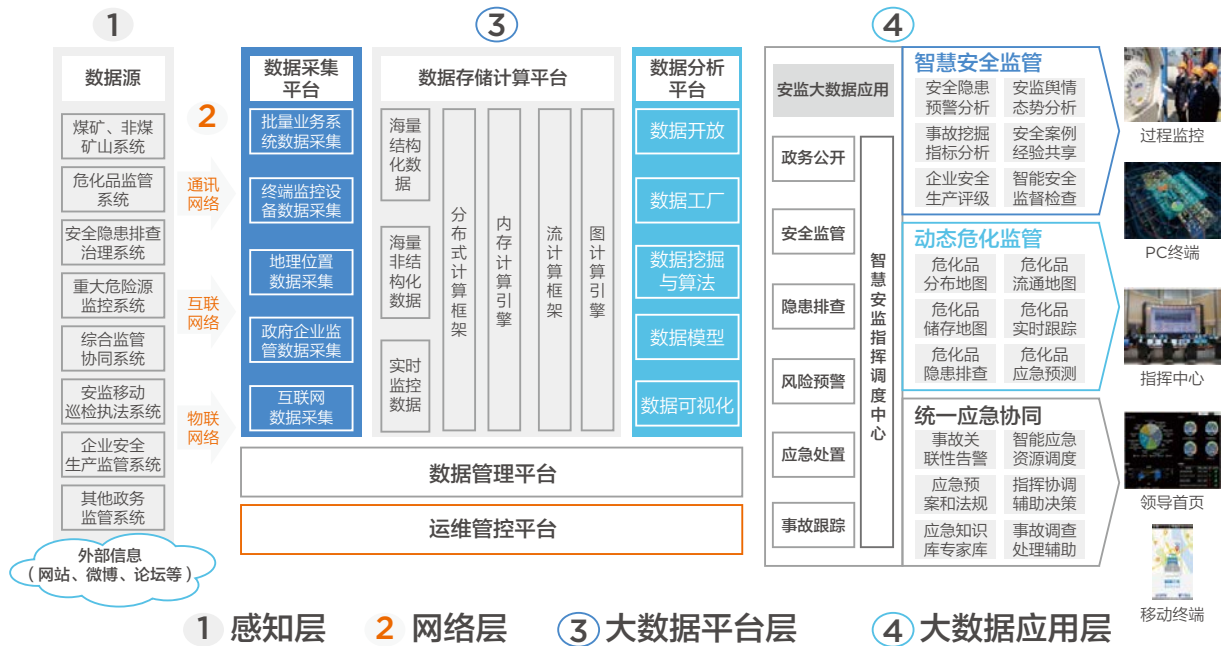 1
数据源
煤矿、非煤
矿山系统
危化品监管
系统
安全隐患排查
治理系统
重大危险源
监控系统
综合监管
协同系统
安监移动
巡检执法系统
企业安全
生产监管系统
其他政务
监管系统
外部信息
（网站、微博、论坛等）
2
通讯
网络
互联
网络
物联
网络
3
数据采集
平台
批量业务系
统数据采集
终端监控设
备数据采集
地理位置
数据采集
政府企业监
管数据采集
互联网
数据采集
数据存储计算平台
海量
结构
化数
据
海量
非结
构化
数据
实时
监控
数据
分布式计算框架
内存计算引擎
流计算框架
图计算引擎
数据分析
平台
数据开放
数据工厂
数据挖掘
与算法
数据模型
数据可视化
数据管理平台
运维管控平台
4
安监大数据应用
政务公开
安全监管
隐患排查
风险预警
应急处置
事故跟踪
智慧安监指挥调度中心
智慧安全监管
安全隐患
预警分析
安监舆情
态势分析
事故挖掘
指标分析
安全案例
经验共享
企业安全
生产评级
智能安全
监督检查
动态危化监管
危化品
分布地图
危化品
流通地图
危化品
储存地图
危化品
实时跟踪
危化品
隐患排查
危化品
应急预测
统一应急协同
事故关
联性告警
智能应急
资源调度
应急预
案和法规
指挥协调
辅助决策
应急知识
库专家库
事故调查
处理辅助
过程监控
PC终端
指挥中心
领导首页
移动终端
1 感知层
2 网络层
3 大数据平台层
4 大数据应用层